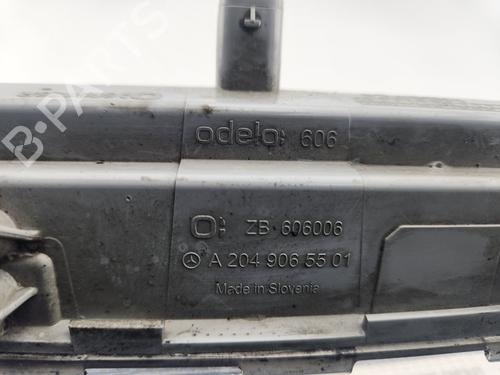 B-PARTS
odelo: 606
ZB 606006
A 204 906 55 01
Made in Slovenia